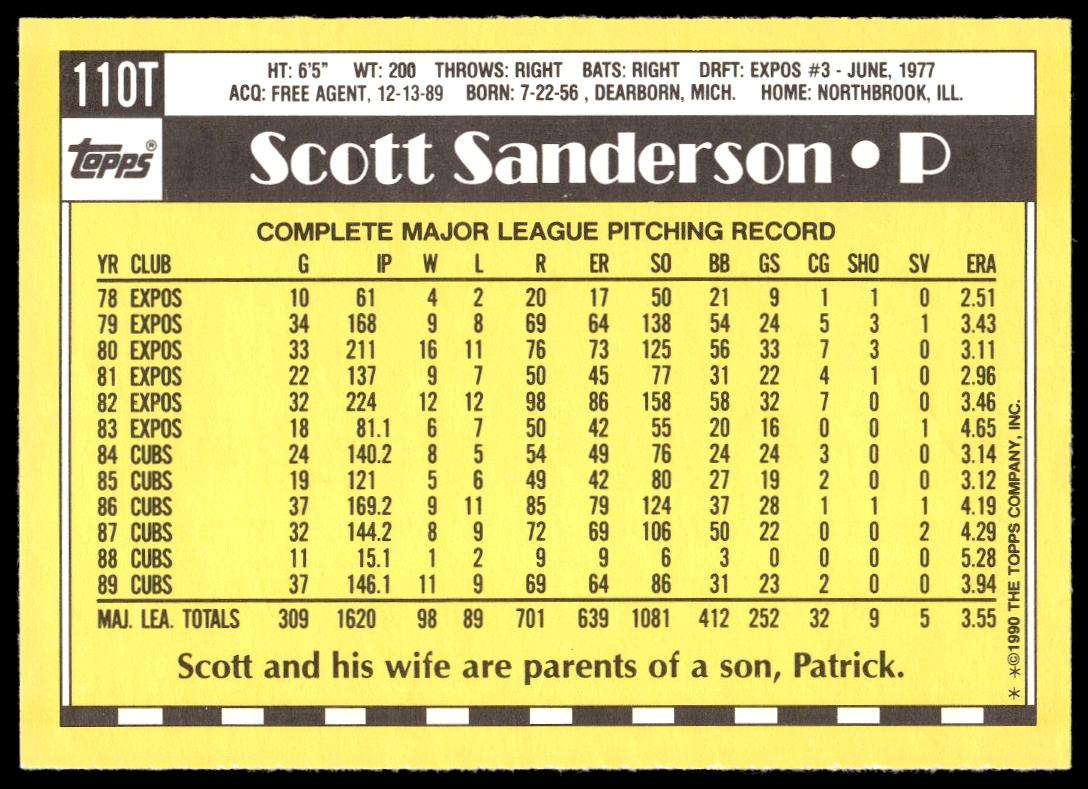 110T
HT: 6'5" WT: 200 THROWS: RIGHT BATS: RIGHT DRFT: EXPOS #3 - JUNE, 1977
ACQ: FREE AGENT, 12-13-89 BORN: 7-22-56 , DEARBORN, MICH. HOME: NORTHBROOK, ILL.
topps®
Scott Sanderson • P
COMPLETE MAJOR LEAGUE PITCHING RECORD
YR CLUB G IP W L R ER SO BB GS CG SHO SV ERA
78 EXPOS 10 61 4 2 20 17 50 21 9 1 1 0 2.51
79 EXPOS 34 168 9 8 69 64 138 54 24 5 3 1 3.43
80 EXPOS 33 211 16 11 76 73 125 56 33 7 3 0 3.11
81 EXPOS 22 137 9 7 50 45 77 31 22 4 1 0 2.96
82 EXPOS 32 224 12 12 98 86 158 58 32 7 0 0 3.46
83 EXPOS 18 81.1 6 7 50 42 55 20 16 0 0 1 4.65
84 CUBS 24 140.2 8 5 54 49 76 24 24 3 0 0 3.14
85 CUBS 19 121 5 6 49 42 80 27 19 2 0 0 3.12
86 CUBS 37 169.2 9 11 85 79 124 37 28 1 1 1 4.19
87 CUBS 32 144.2 8 9 72 69 106 50 22 0 0 2 4.29
88 CUBS 11 15.1 1 2 9 9 6 3 0 0 0 0 5.28
89 CUBS 37 146.1 11 9 69 64 86 31 23 2 0 0 3.94
MAJ. LEA. TOTALS 309 1620 98 89 701 639 1081 412 252 32 9 5 3.55
Scott and his wife are parents of a son, Patrick.
* *©1990 THE TOPPS COMPANY, INC.